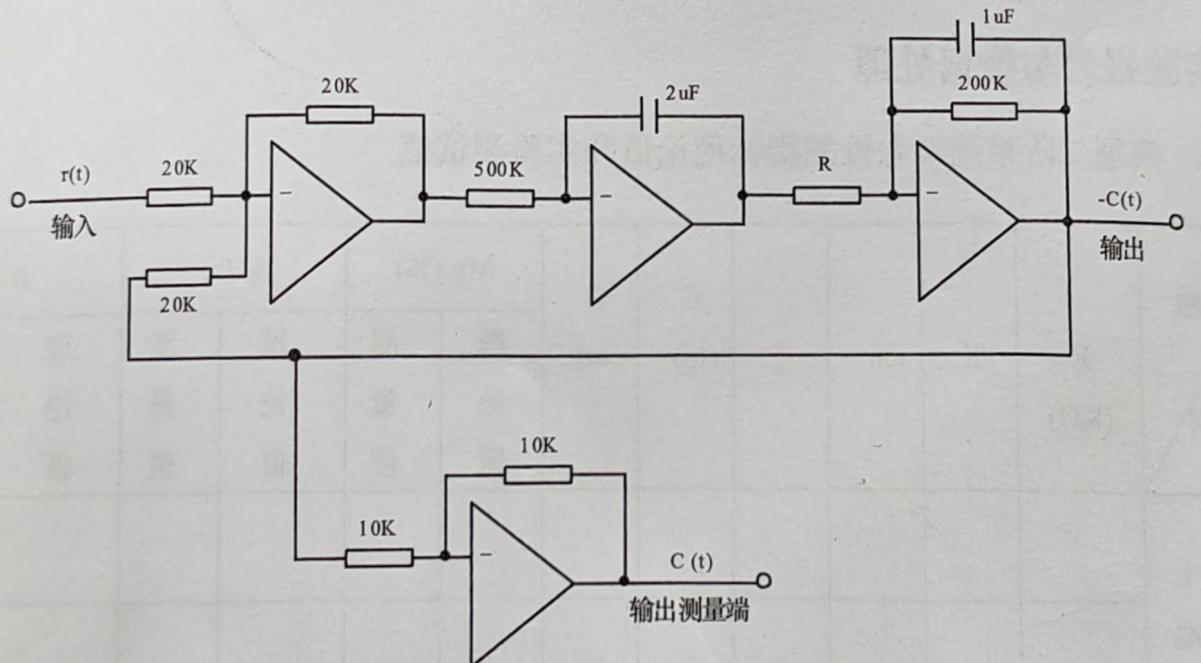 1uF
200K
20K
2uF
r(t)
20K
500K
R
-C(t)
输入
输出
20K
10K
10K
C (t)
输出测量端